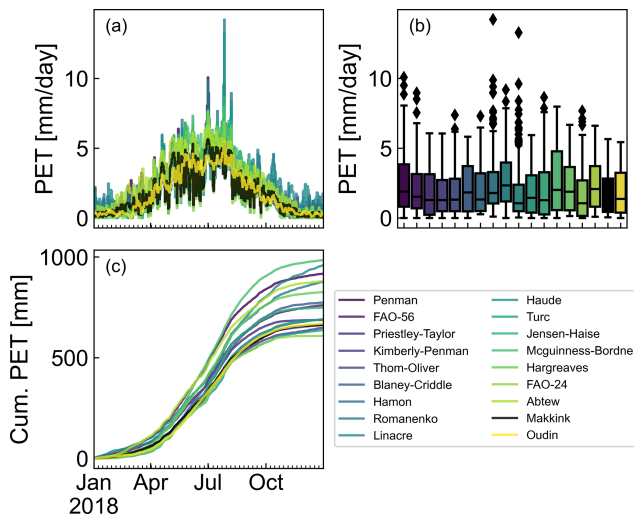 (a)
(b)
PET [mm/day]
10
5
0
PET [mm/day]
10
5
0
(c)
Cum. PET [mm]
1000
500
0
Jan
2018
Apr
Jul
Oct
Penman
FAO-56
Priestley-Taylor
Kimberly-Penman
Thom-Oliver
Blaney-Criddle
Hamon
Romanenko
Linacre
Haude
Turc
Jensen-Haise
Mcguinness-Bordne
Hargreaves
FAO-24
Abtew
Makkink
Oudin